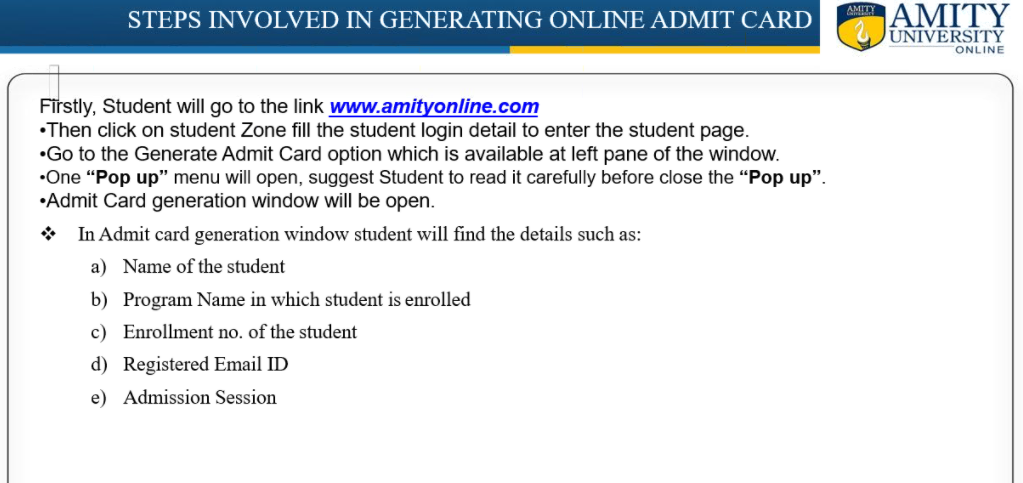 STEPS INVOLVED IN GENERATING ONLINE ADMIT CARD
AMITY
UNIVERSITY
AMITY
UNIVERSITY
ONLINE
Firstly, Student will go to the link www.amityonline.com
•Then click on student Zone fill the student login detail to enter the student page.
•Go to the Generate Admit Card option which is available at left pane of the window.
•One “Pop up” menu will open, suggest Student to read it carefully before close the “Pop up”.
•Admit Card generation window will be open.
❖ In Admit card generation window student will find the details such as:
a) Name of the student
b) Program Name in which student is enrolled
c) Enrollment no. of the student
d) Registered Email ID
e) Admission Session